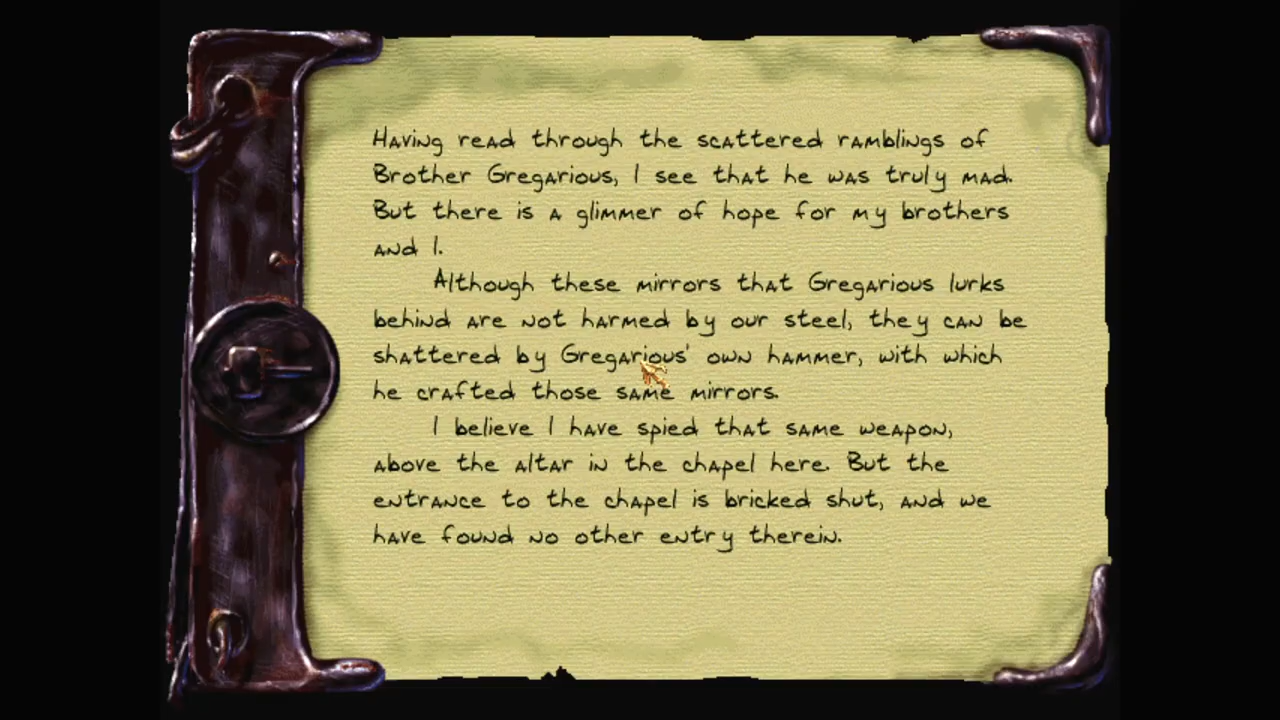 Having read through the scattered ramblings of
Brother Gregarious, I see that he was truly mad.
But there is a glimmer of hope for my brothers
and I.
Although these mirrors that Gregarious lurks
behind are not harmed by our steel, they can be
shattered by Gregarious' own hammer, with which
he crafted those same mirrors.
I believe I have spied that same weapon,
above the altar in the chapel here. But the
entrance to the chapel is bricked shut, and we
have found no other entry therein.